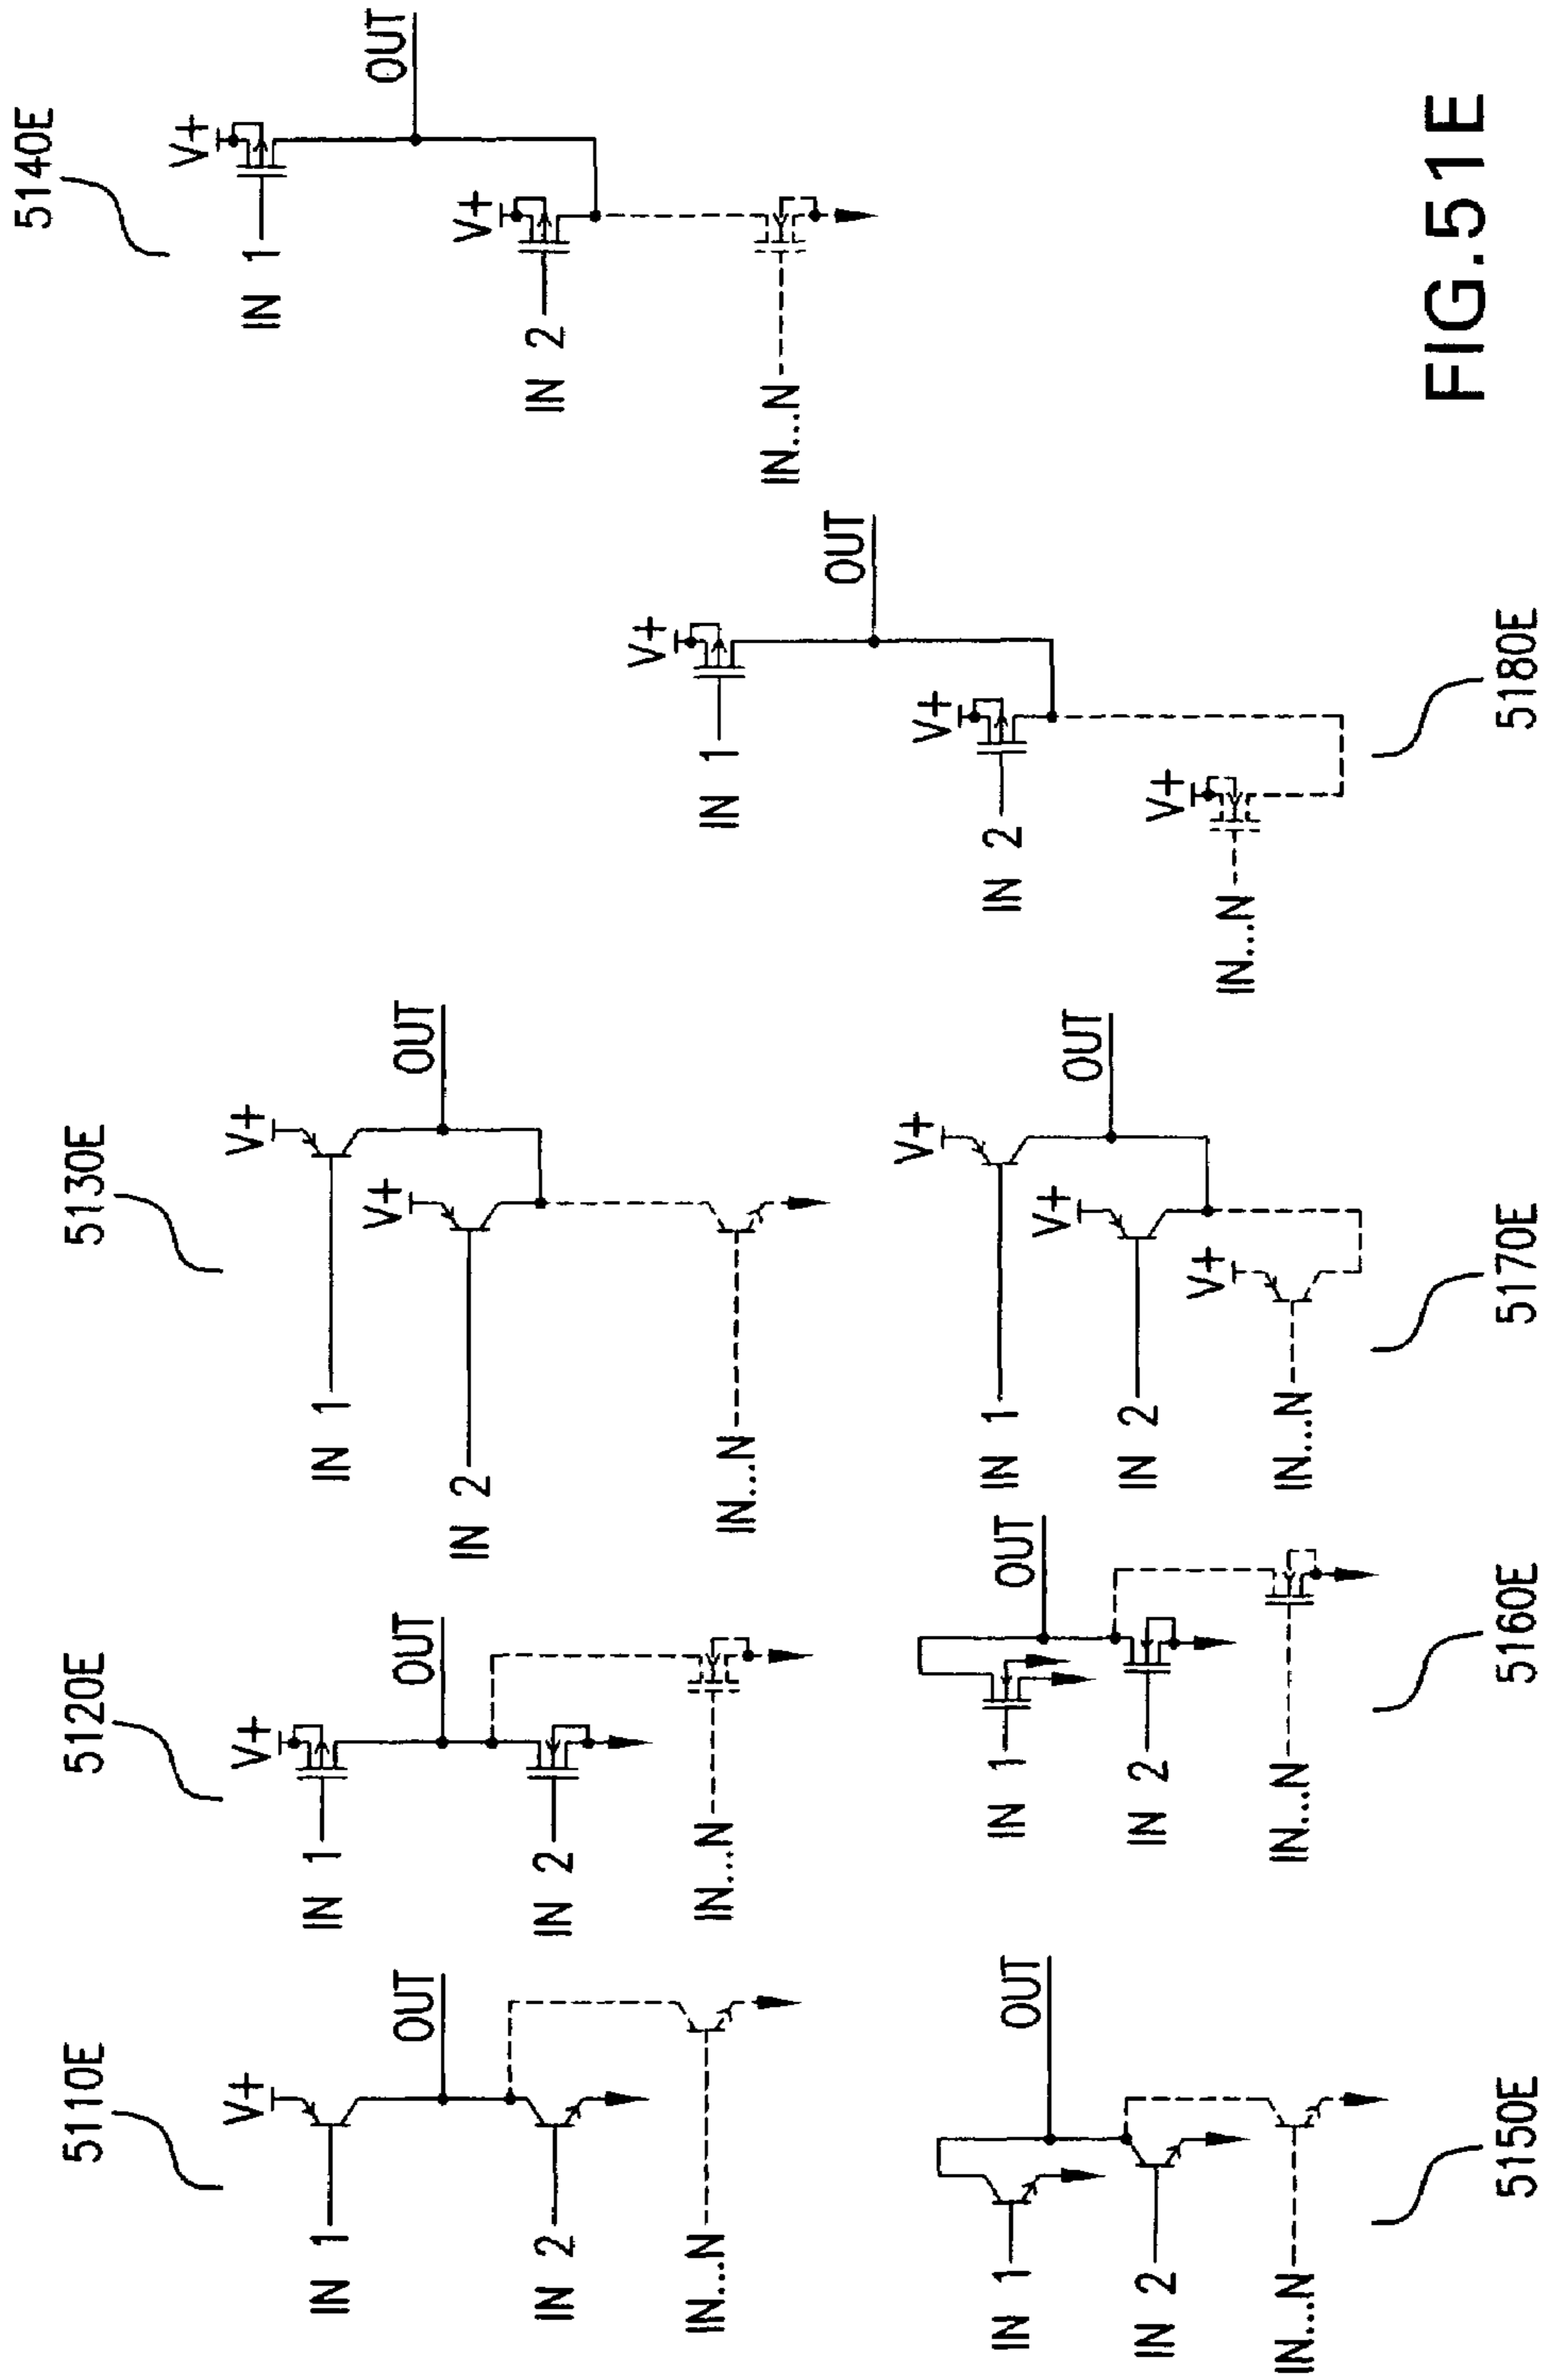 5110E
V+
IN 1
OUT
IN 2
IN...N
5120E
V+
IN 1
OUT
IN 2
IN...N
5130E
V+
IN 1
V+
OUT
IN 2
IN...N
5140E
V+
IN 1
OUT
V+
IN 2
IN...N
OUT
IN 1
IN 2
IN...N
5150E
OUT
IN 1
IN 2
IN...N
5160E
V+
IN 1
OUT
V+
IN 2
V+
IN...N
5170E
V+
IN 1
OUT
V+
IN 2
V+
IN...N
5180E
FIG.51E